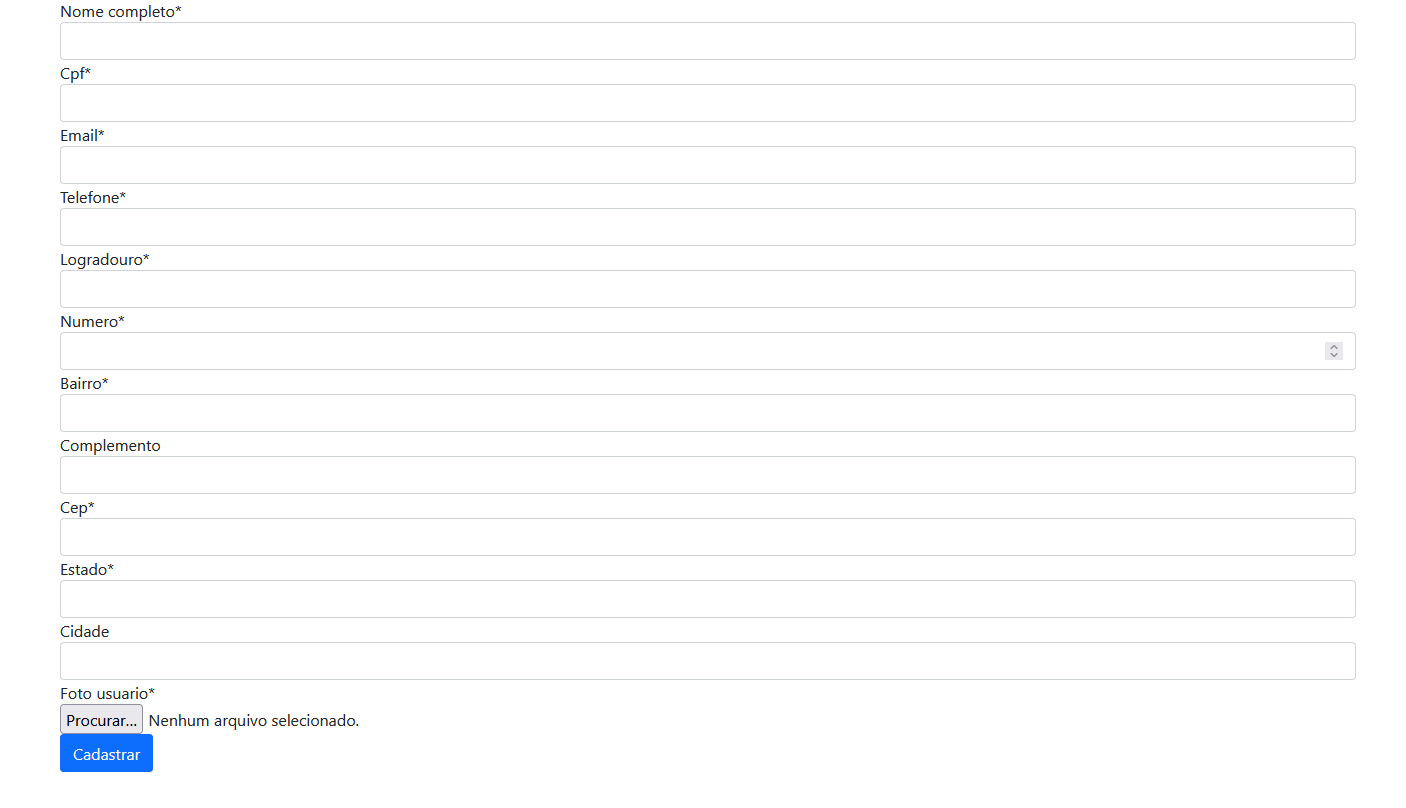 Nome completo*
Cpf*
Email*
Telefone*
Logradouro*
Numero*
Bairro*
Complemento
Cep*
Estado*
Cidade
Foto usuario*
Procurar... Nenhum arquivo selecionado.
Cadastrar